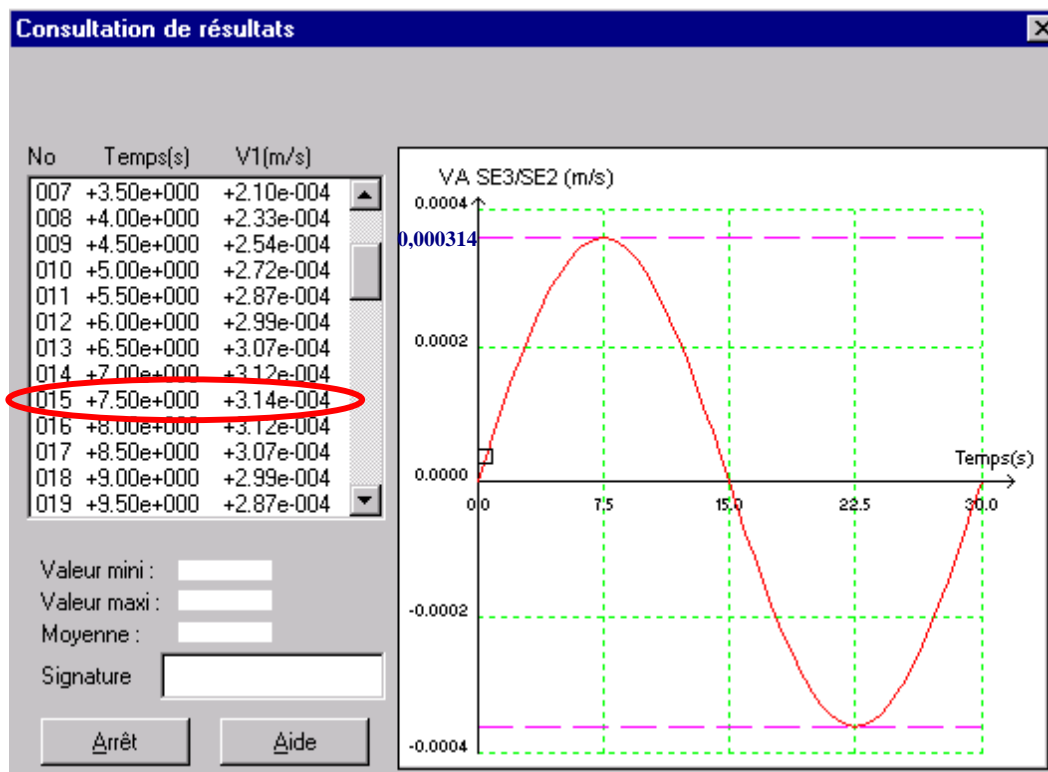 Consultation de résultats
No Temps(s) V1(m/s)
007 +3.50e+000 +2.10e-004
008 +4.00e+000 +2.33e-004
009 +4.50e+000 +2.54e-004
010 +5.00e+000 +2.72e-004
011 +5.50e+000 +2.87e-004
012 +6.00e+000 +2.99e-004
013 +6.50e+000 +3.07e-004
014 +7.00e+000 +3.12e-004
015 +7.50e+000 +3.14e-004
016 +8.00e+000 +3.12e-004
017 +8.50e+000 +3.07e-004
018 +9.00e+000 +2.99e-004
019 +9.50e+000 +2.87e-004
Valeur mini :
Valeur maxi :
Moyenne :
Signature
Arrêt Aide
VA SE3/SE2 (m/s)
0.0004
0,000314
0.0002
Temps(s)
0.0000
0.0 7.5 15.0 22.5 30.0
-0.0002
-0.0004